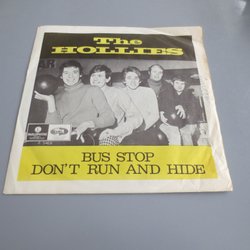 The
HOLLIES
BUS STOP
DON'T RUN AND HIDE